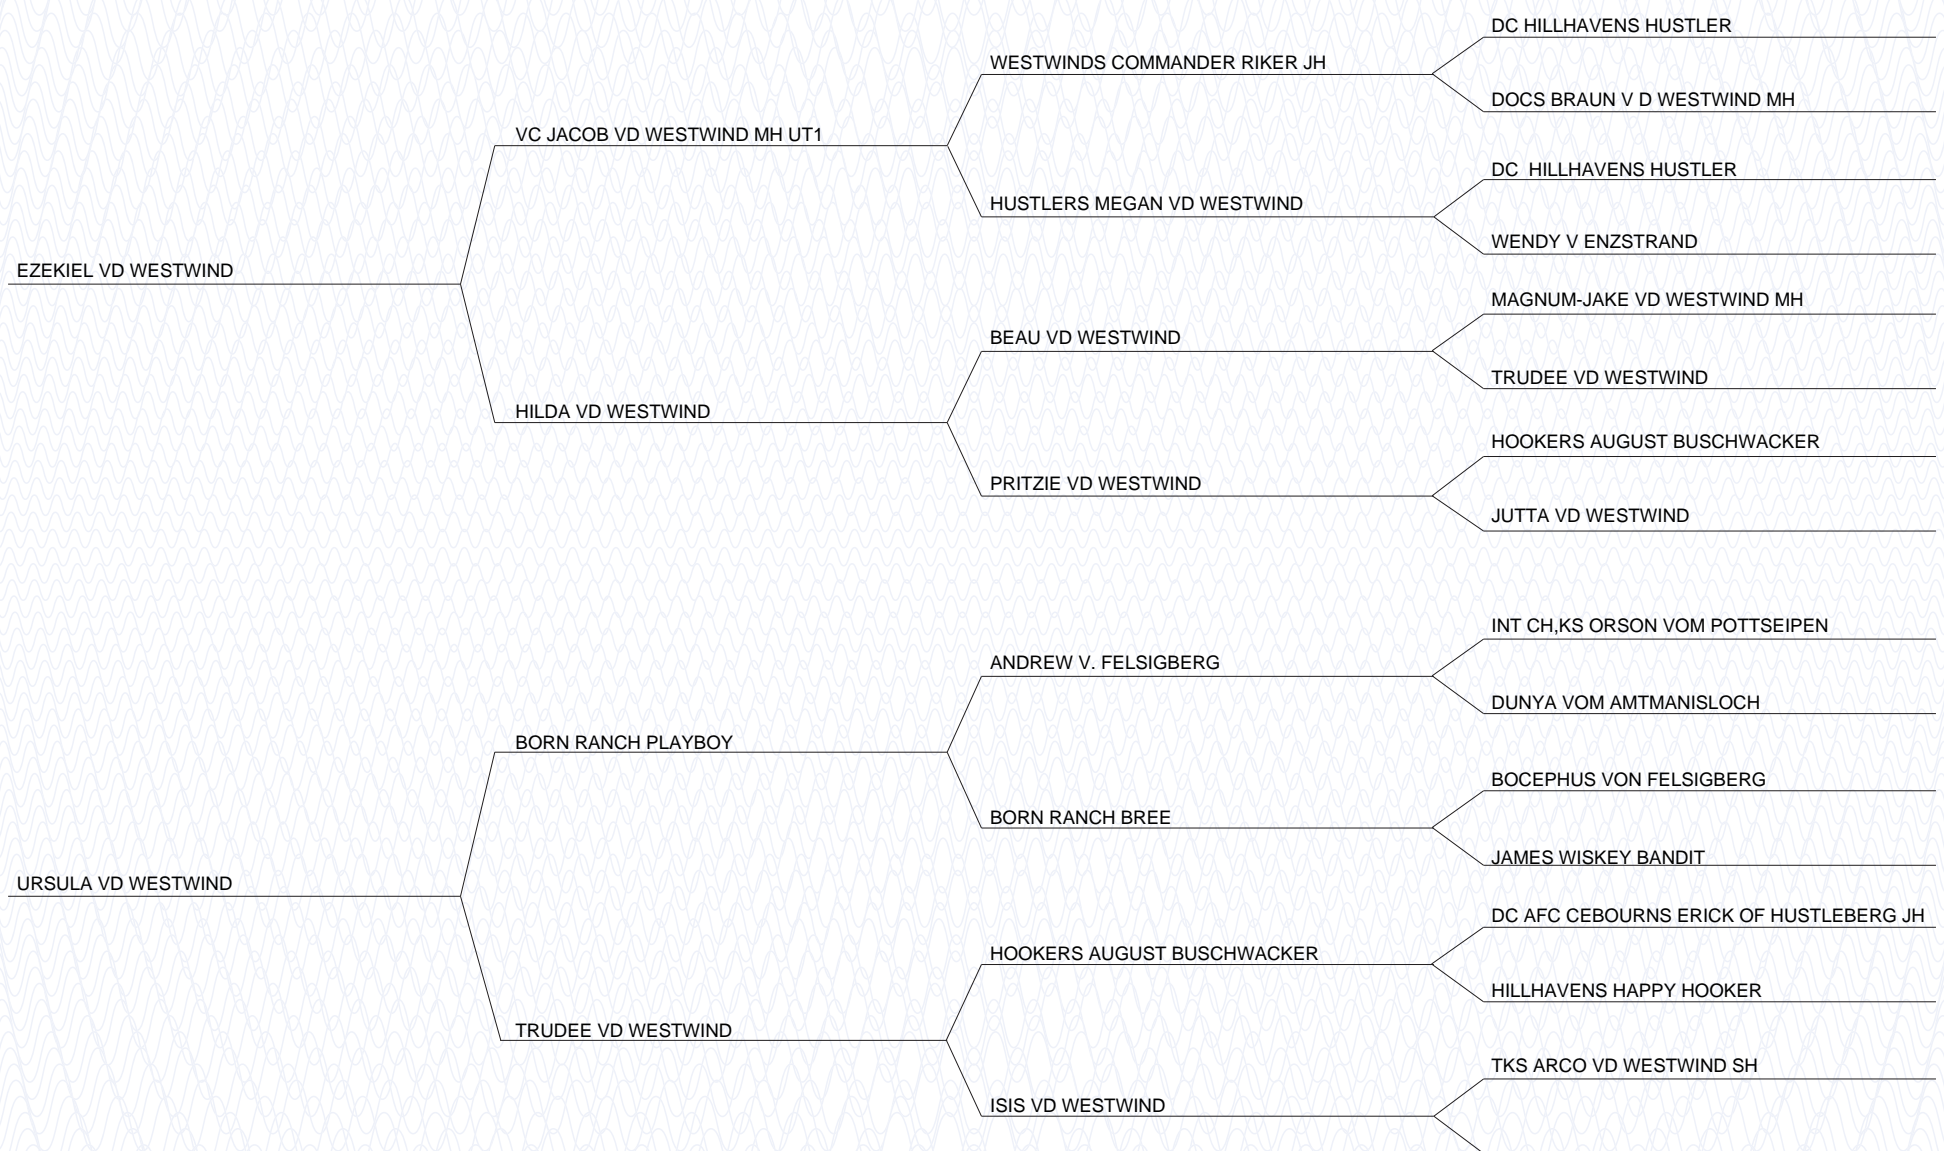 DC HILLHAVENS HUSTLER
WESTWINDS COMMANDER RIKER JH
DOCS BRAUN V D WESTWIND MH
VC JACOB VD WESTWIND MH UT1
DC  HILLHAVENS HUSTLER
HUSTLERS MEGAN VD WESTWIND
WENDY V ENZSTRAND
EZEKIEL VD WESTWIND
MAGNUM-JAKE VD WESTWIND MH
BEAU VD WESTWIND
TRUDEE VD WESTWIND
HILDA VD WESTWIND
HOOKERS AUGUST BUSCHWACKER
PRITZIE VD WESTWIND
JUTTA VD WESTWIND
INT CH,KS ORSON VOM POTTSEIPEN
ANDREW V. FELSIGBERG
DUNYA VOM AMTMANISLOCH
BORN RANCH PLAYBOY
BOCEPHUS VON FELSIGBERG
BORN RANCH BREE
JAMES WISKEY BANDIT
URSULA VD WESTWIND
DC AFC CEBOURNS ERICK OF HUSTLEBERG JH
HOOKERS AUGUST BUSCHWACKER
HILLHAVENS HAPPY HOOKER
TRUDEE VD WESTWIND
TKS ARCO VD WESTWIND SH
ISIS VD WESTWIND